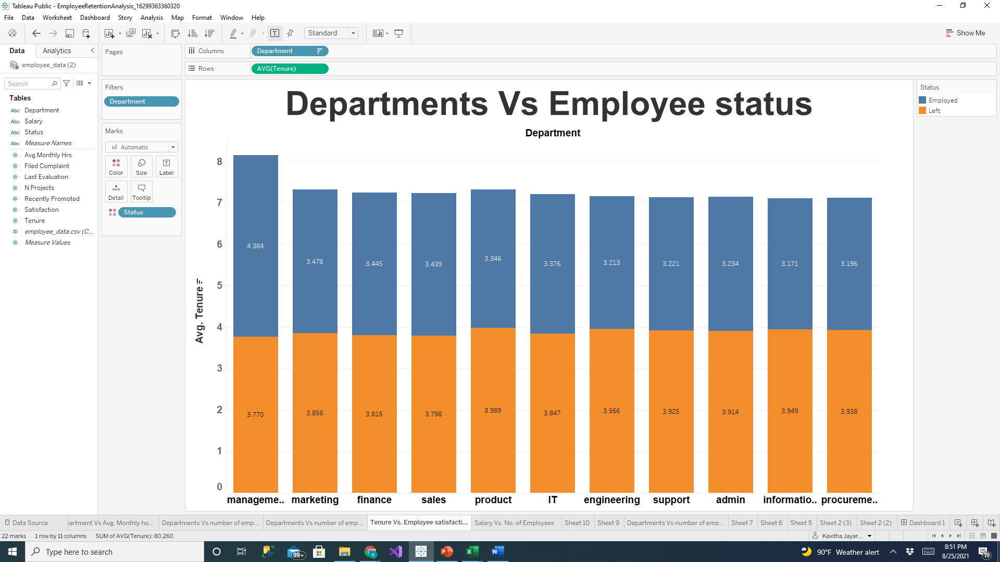 Tableau Public - EmployeeRetentionAnalysis_16299363360320
File Data Worksheet Dashboard Story Analysis Map Format Window Help
Standard
Show Me
Data Analytics
employee_data (2)
Search
Tables
Abc Department
Abc Salary
Abc Status
Abc Measure Names
Avg Monthly Hrs
Filed Complaint
Last Evaluation
N Projects
Recently Promoted
Satisfaction
Tenure
employee_data.csv (C...
Measure Values
Pages
Filters
Department
Marks
Automatic
Color Size Label
Detail Tooltip
Status
Columns Department
Rows AVG(Tenure)
Departments Vs Employee status
Department
Avg. Tenure
8
7
6
5
4
3
2
1
0
4.384 3.478 3.445 3.439 3.346 3.376 3.213 3.221 3.234 3.171 3.196
3.770 3.856 3.815 3.798 3.989 3.847 3.956 3.925 3.914 3.949 3.938
manageme.. marketing finance sales product IT engineering support admin informatio.. procureme..
Status
Employed
Left
Data Source artment Vs Avg. Monthly ho... Departments Vs number of emp... Departments Vs number of emp... Tenure Vs. Employee satisfacti... Salary Vs. No. of Employees Sheet 10 Sheet 9 Departments Vs number of emp... Sheet 7 Sheet 6 Sheet 5 Sheet 2 (3) Sheet 2 (2) Dashboard 1
22 marks 1 row by 11 columns SUM of AVG(Tenure): 80.260 Kavitha Jayar...
Type here to search 99+ 90°F Weather alert 8:51 PM
8/25/2021 19